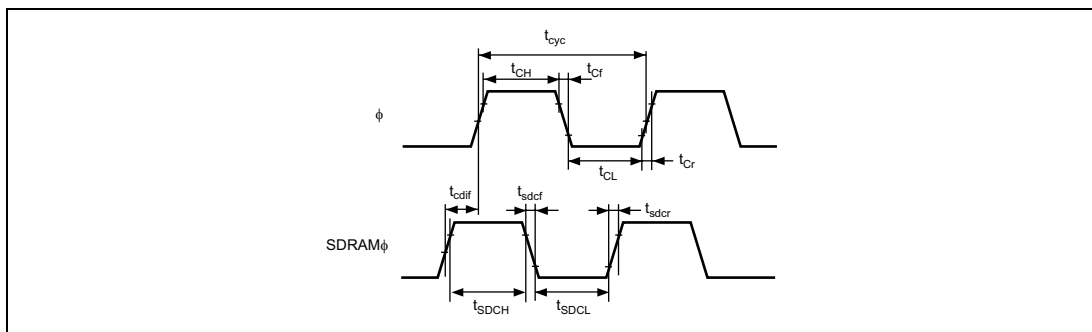 tcyc
tCH
tCf
ϕ
tCL
tCr
tcdif
tsdcf
tsdcr
SDRAMϕ
tSDCH
tSDCL